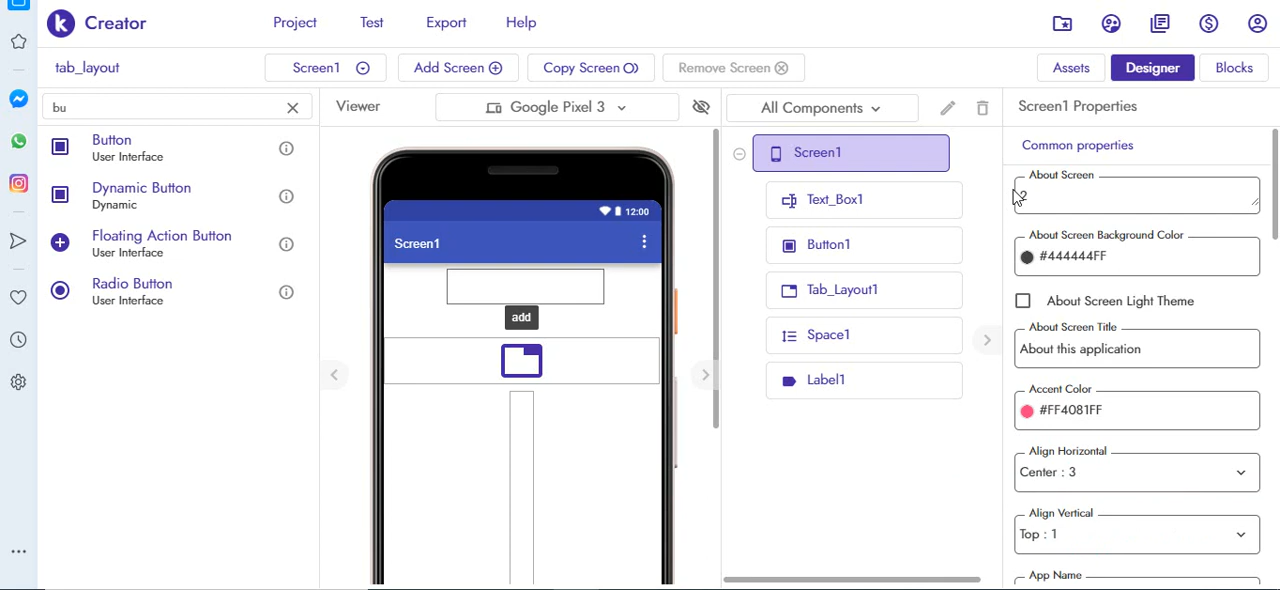 Creator
Project
Test
Export
Help
tab_layout
Screen1
Add Screen
Copy Screen
Remove Screen
Assets
Designer
Blocks
bu
Viewer
Google Pixel 3
All Components
Screen1 Properties
Button
User Interface
Dynamic Button
Dynamic
Floating Action Button
User Interface
Radio Button
User Interface
12:00
Screen1
add
Screen1
Text_Box1
Button1
Tab_Layout1
Space1
Label1
Common properties
About Screen
2
About Screen Background Color
#444444FF
About Screen Light Theme
About Screen Title
About this application
Accent Color
#FF4081FF
Align Horizontal
Center : 3
Align Vertical
Top : 1
App Name